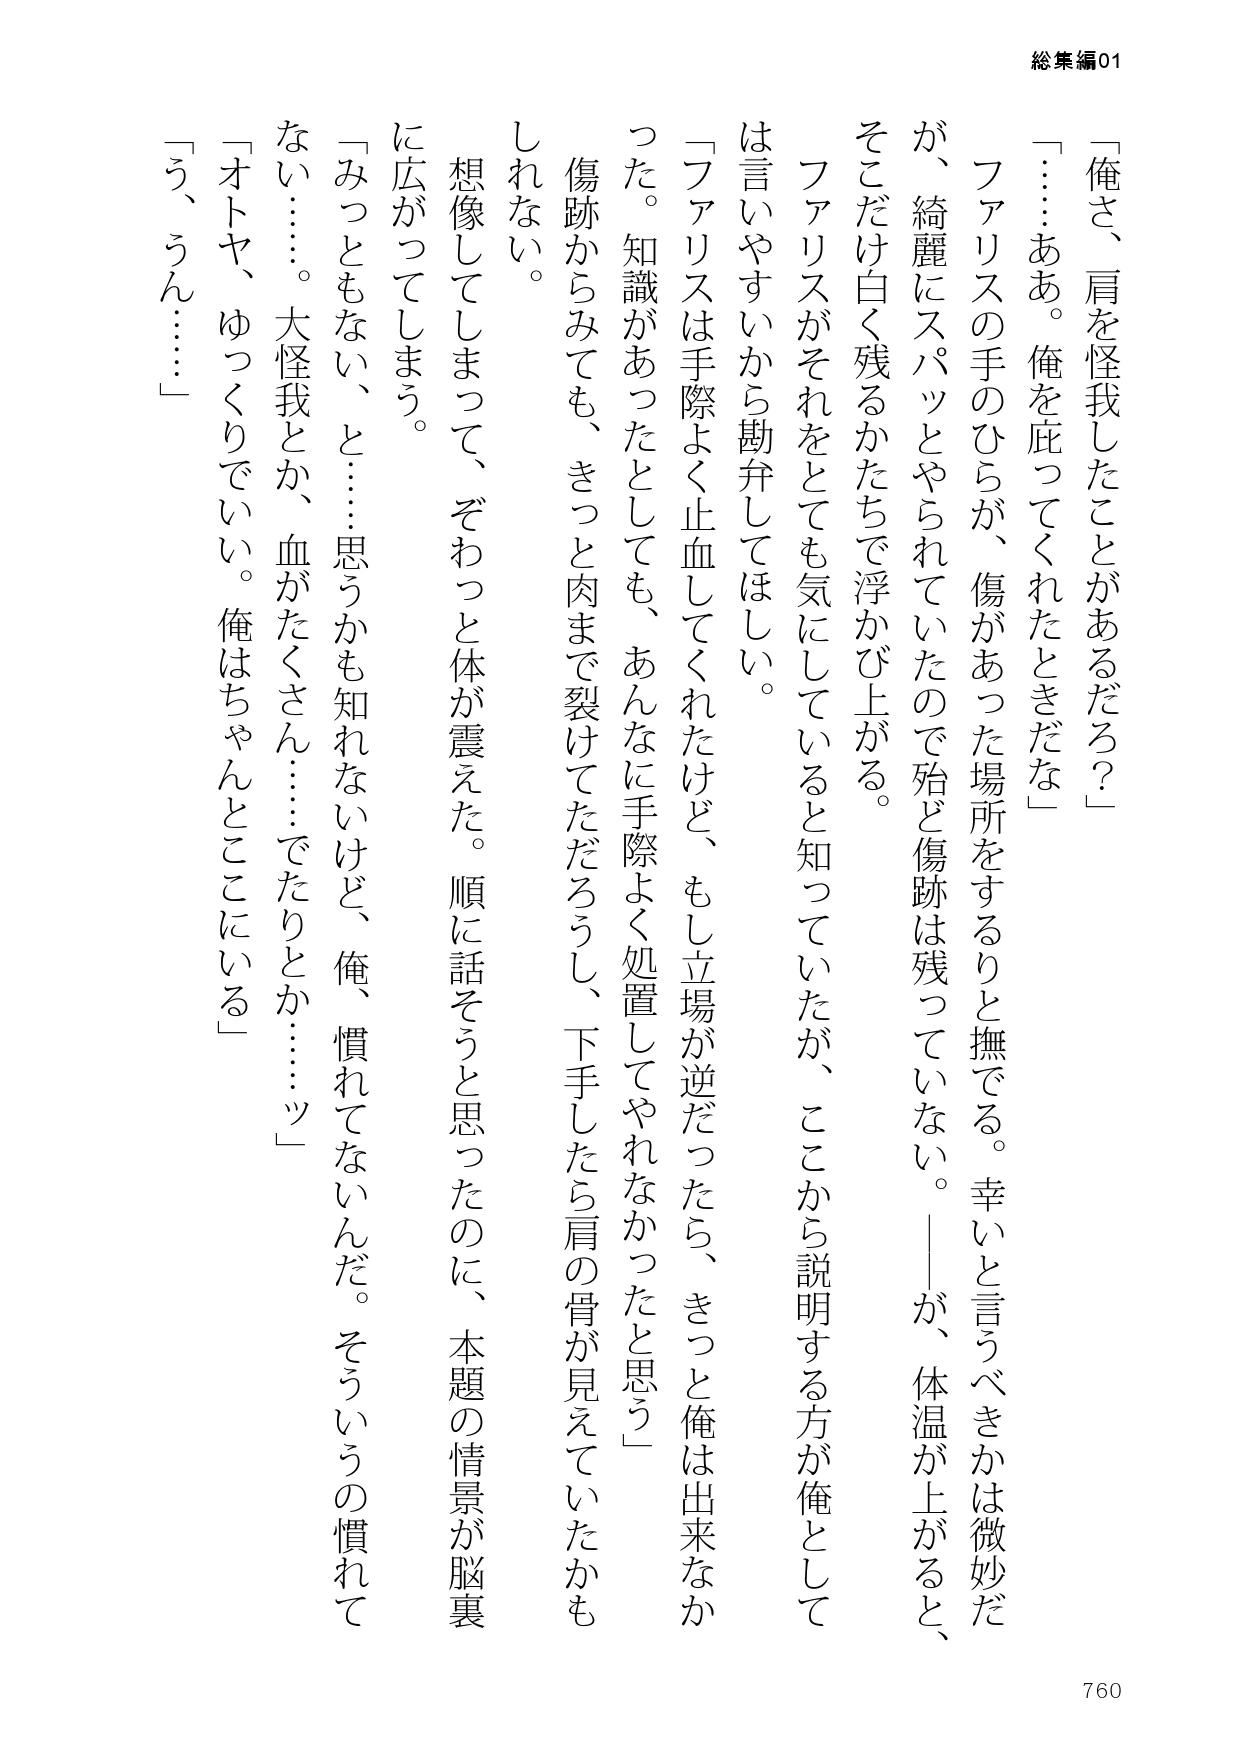 総集編01
「俺さ、肩を怪我したことがあるだろ？」
「……ああ。俺を庇ってくれたときだな」
　ファリスの手のひらが、傷があった場所をするりと撫でる。幸いと言うべきかは微妙だ
が、綺麗にスパッとやられていたので殆ど傷跡は残っていない。――が、体温が上がると、
そこだけ白く残るかたちで浮かび上がる。
　ファリスがそれをとても気にしていると知っていたが、ここから説明する方が俺として
は言いやすいから勘弁してほしい。
「ファリスは手際よく止血してくれたけど、もし立場が逆だったら、きっと俺は出来なか
った。知識があったとしても、あんなに手際よく処置してやれなかったと思う」
　傷跡からみても、きっと肉まで裂けてただろうし、下手したら肩の骨が見えていたかも
しれない。
　想像してしまって、ぞわっと体が震えた。順に話そうと思ったのに、本題の情景が脳裏
に広がってしまう。
「みっともない、と……思うかも知れないけど、俺、慣れてないんだ。そういうの慣れて
ない……。大怪我とか、血がたくさん……でたりとか……ッ」
「オトヤ、ゆっくりでいい。俺はちゃんとここにいる」
「う、うん……」
760